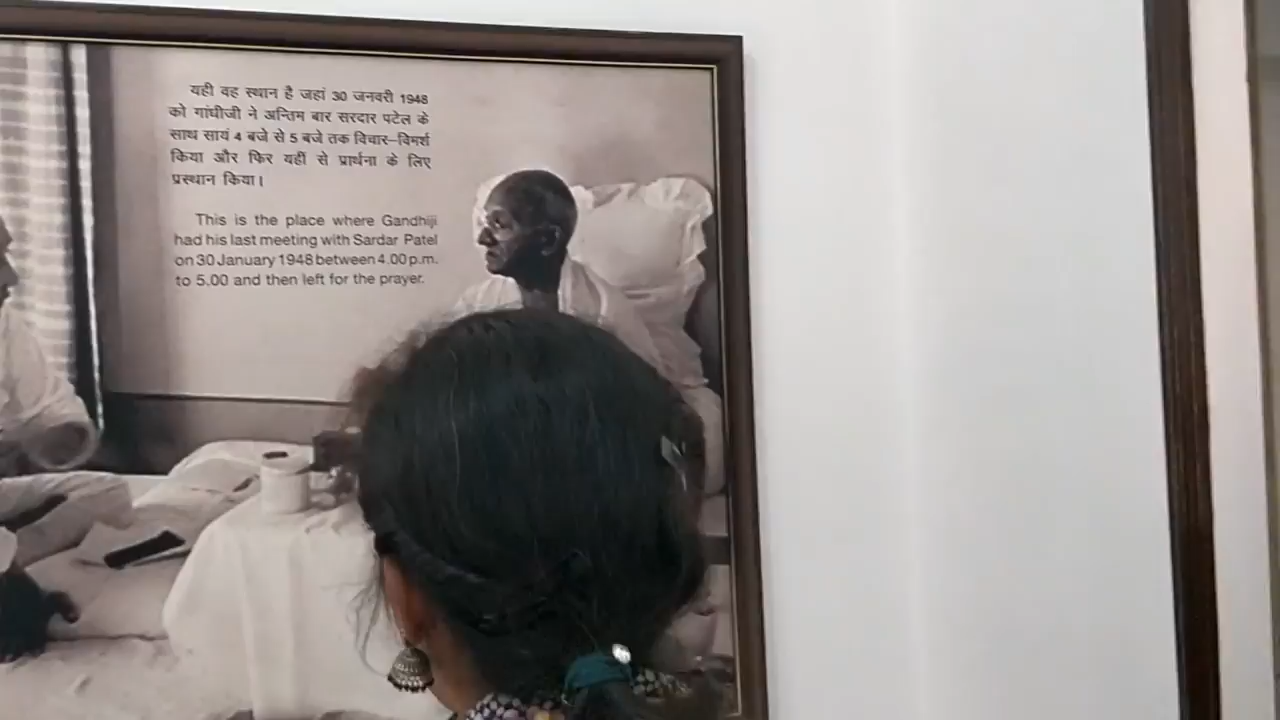 यही वह स्थान है जहां 30 जनवरी 1948
को गांधीजी ने अन्तिम बार सरदार पटेल के
साथ सायं 4 बजे से 5 बजे तक विचार–विमर्श
किया और फिर यहीं से प्रार्थना के लिए
प्रस्थान किया।
This is the place where Gandhiji
had his last meeting with Sardar Patel
on 30 January 1948 between 4.00 p.m.
to 5.00 and then left for the prayer.